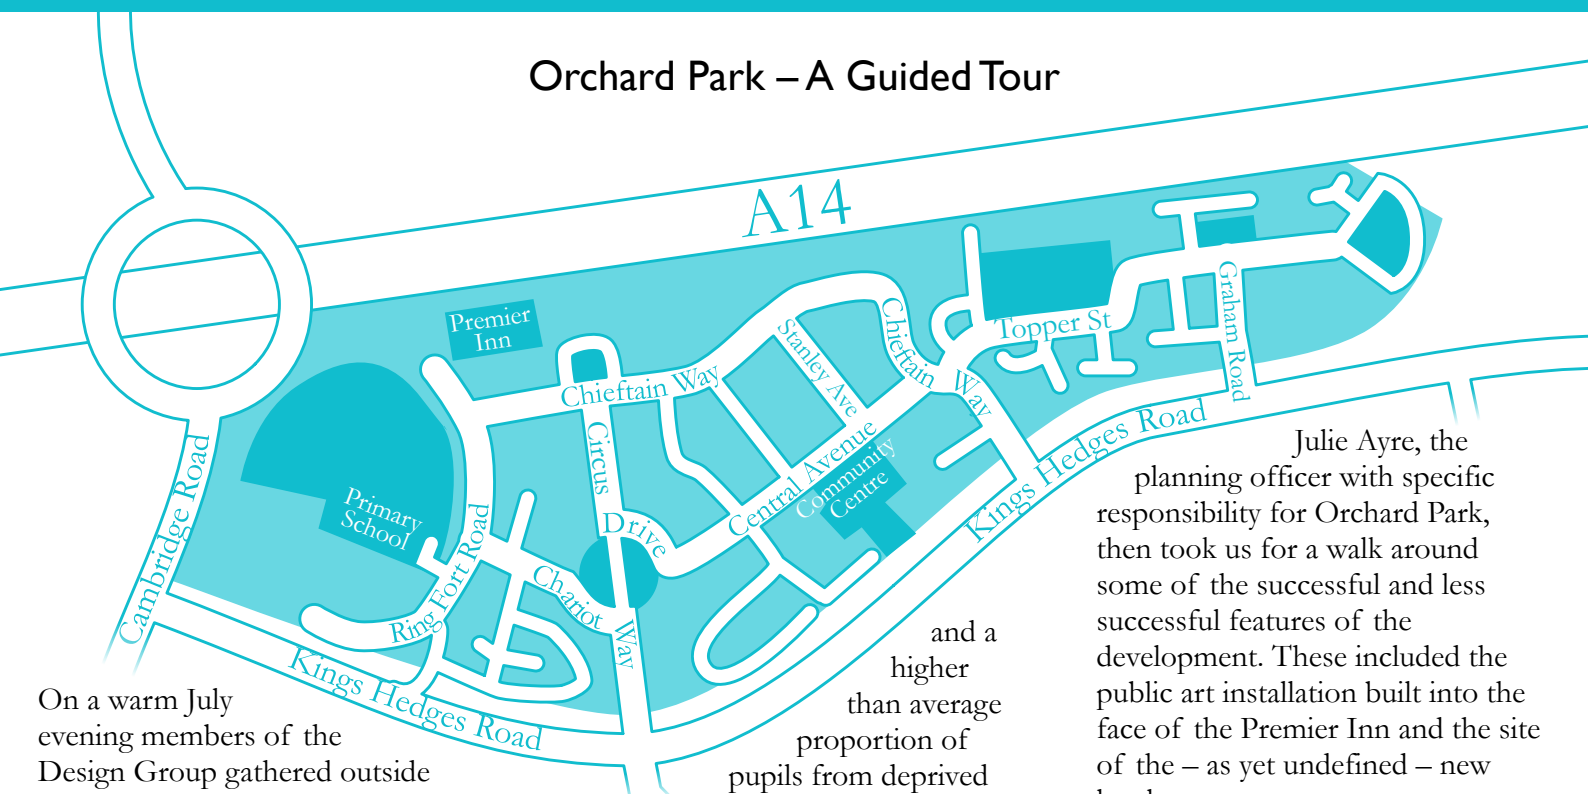 Orchard Park – A Guided Tour
A14
Premier
Inn
Primary
School
Cambridge Road
Ring Fort Road
Kings Hedges Road
Chieftain Way
Circus
Drive
Chariot
Way
Stanley Ave
Central Avenue
Community
Centre
Chieftain
Way
Topper St
Graham Road
Kings Hedges Road
On a warm July
evening members of the
Design Group gathered outside
and a
higher
than average
proportion of
pupils from deprived
Julie Ayre, the
planning officer with specific
responsibility for Orchard Park,
then took us for a walk around
some of the successful and less
successful features of the
development. These included the
public art installation built into the
face of the Premier Inn and the site
of the – as yet undefined – new